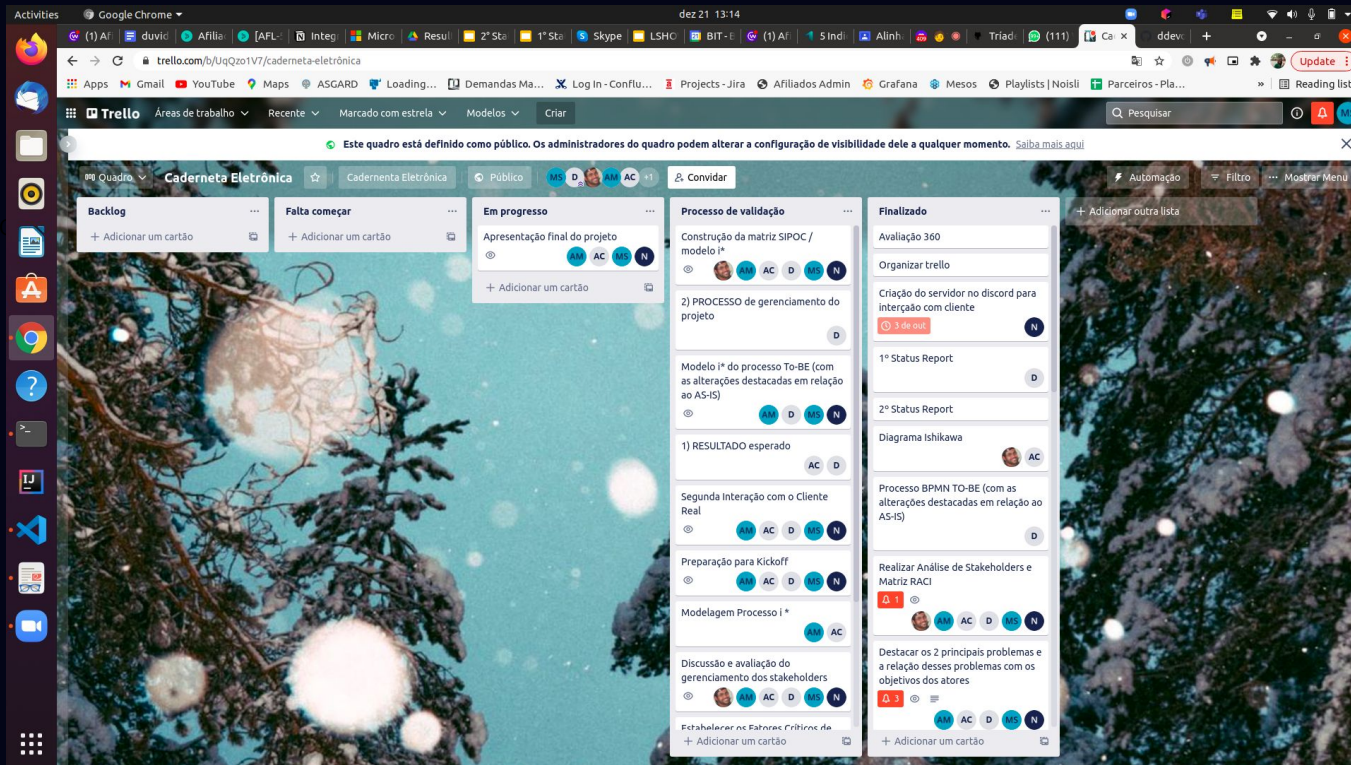 Activities
Google Chrome
dez 21 13:14
(1) Af
duvid
Afilia
[AFL-
Integ
Micro
Resul
2° Sta
1° Sta
Skype
LSHO
BIT - E
(1) Af
5 Indi
Alinh
Tríade
(111)
Ca
ddevc
trello.com/b/UqQzo1V7/caderneta-eletrônica
Update
Apps
Gmail
YouTube
Maps
ASGARD
Loading...
Demandas Ma...
Log In - Conflu...
Projects - Jira
Afiliados Admin
Grafana
Mesos
Playlists | Noisli
Parceiros - Pla...
»
Reading list
Trello
Áreas de trabalho
Recente
Marcado com estrela
Modelos
Criar
Pesquisar
MS
Este quadro está definido como público. Os administradores do quadro podem alterar a configuração de visibilidade dele a qualquer momento. Saiba mais aqui
Quadro
Caderneta Eletrônica
Cadernenta Eletrônica
Público
MS
D
AM
AC
+1
Convidar
Automação
Filtro
Mostrar Menu
Backlog
+ Adicionar um cartão
Falta começar
+ Adicionar um cartão
Em progresso
Apresentação final do projeto
AM AC MS N
+ Adicionar um cartão
Processo de validação
Construção da matriz SIPOC /
modelo i*
AM AC D MS N
2) PROCESSO de gerenciamento do
projeto
D
Modelo i* do processo To-BE (com
as alterações destacadas em relação
ao AS-IS)
AM D MS N
1) RESULTADO esperado
AC D
Segunda Interação com o Cliente
Real
AM AC D MS N
Preparação para Kickoff
AM AC D MS N
Modelagem Processo i *
AM AC
Discussão e avaliação do
gerenciamento dos stakeholders
AM AC D MS N
Estabelecer os Fatores Críticos de
+ Adicionar um cartão
Finalizado
Avaliação 360
Organizar trello
Criação do servidor no discord para
interçaão com cliente
3 de out
N
1º Status Report
D
2º Status Report
Diagrama Ishikawa
AC
Processo BPMN TO-BE (com as
alterações destacadas em relação ao
AS-IS)
D
Realizar Análise de Stakeholders e
Matriz RACI
1
AM AC D MS N
Destacar os 2 principais problemas e
a relação desses problemas com os
objetivos dos atores
3
AM AC D MS N
+ Adicionar um cartão
+ Adicionar outra lista